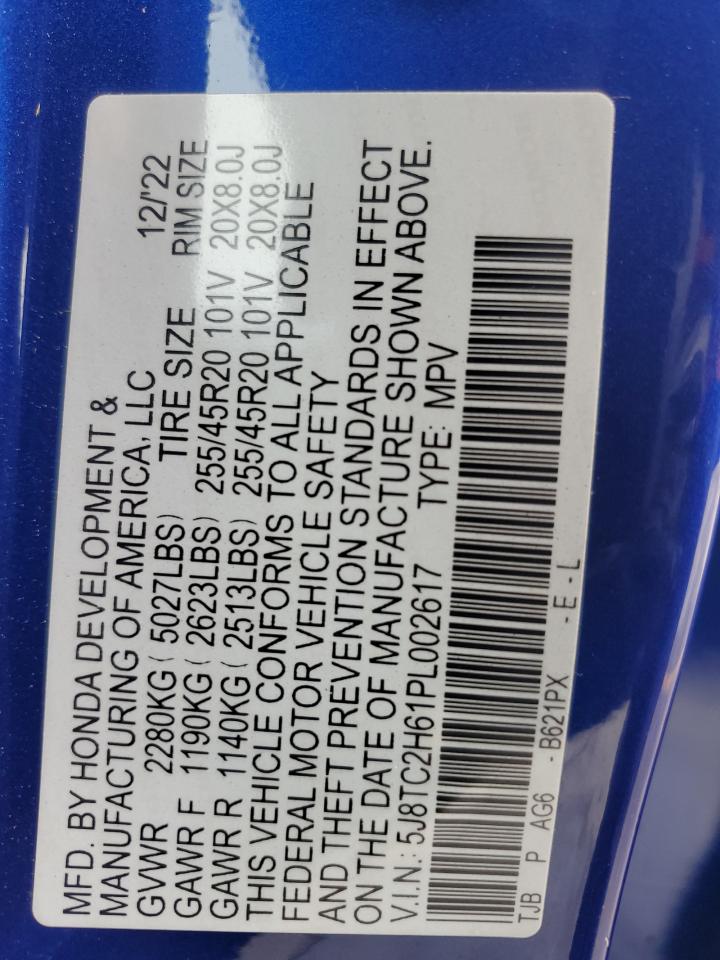 MFD. BY HONDA DEVELOPMENT &
MANUFACTURING OF AMERICA, LLC 12/'22
GVWR 2280KG ( 5027LBS) TIRE SIZE RIM SIZE
GAWR F 1190KG ( 2623LBS) 255/45R20 101V 20X8.0J
GAWR R 1140KG ( 2513LBS) 255/45R20 101V 20X8.0J
THIS VEHICLE CONFORMS TO ALL APPLICABLE
FEDERAL MOTOR VEHICLE SAFETY
AND THEFT PREVENTION STANDARDS IN EFFECT
ON THE DATE OF MANUFACTURE SHOWN ABOVE.
V.I.N.: 5J8TC2H61PL002617 TYPE: MPV
TJB P AG6 -B621PX -E-L